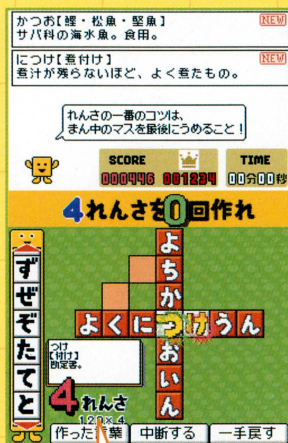 かつお【鰹・松魚・堅魚】 NEW
サバ科の海水魚。食用。
につけ【煮付け】 NEW
煮汁が残らないほど、よく煮たもの。
れんさの一番のコツは、
まん中のマスを最後にうめること！
SCORE TIME
000446 001234 00分00秒
4れんさを0回作れ
ずぜぞたてと
よちかつおいん
よくにつけうん
つけ
【付け】
勘定書。
4れんさ
120×4
作った言葉 中断する 一手戻す